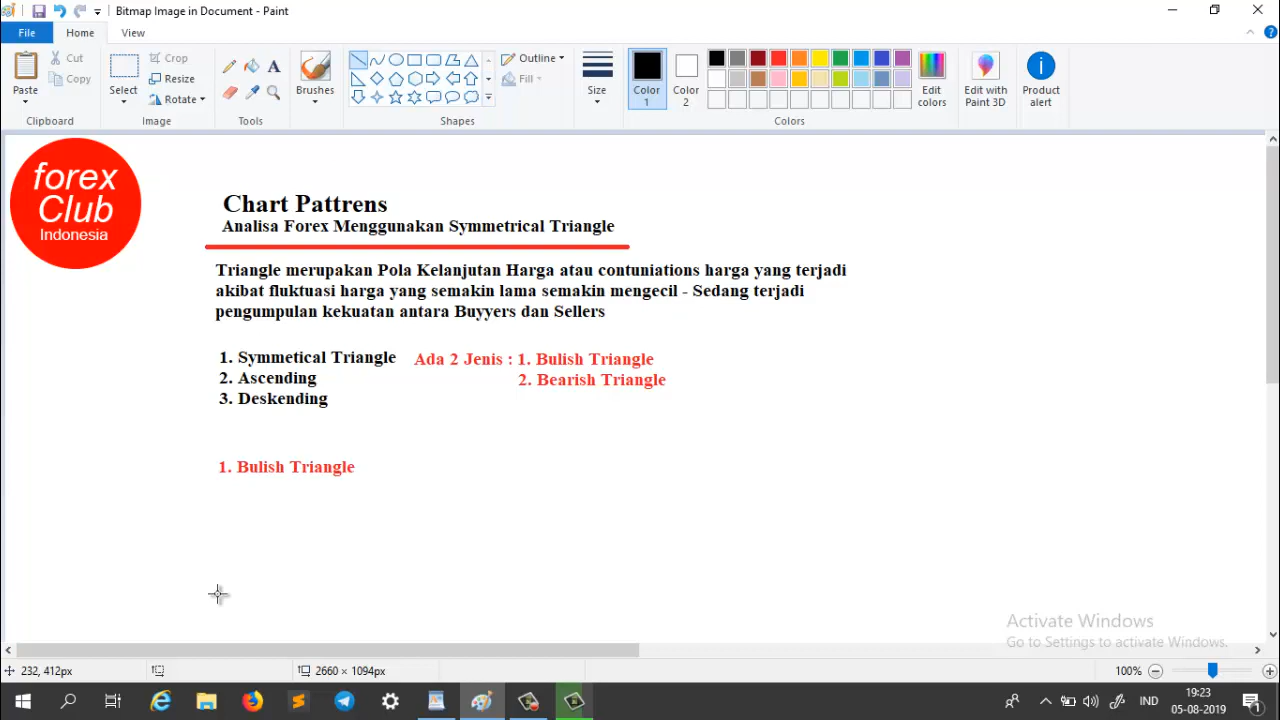 Bitmap Image in Document - Paint
File Home View
Paste Cut Copy Clipboard
Select Crop Resize Rotate Image
Tools
Brushes
Outline Fill Shapes
Size
Color 1 Color 2 Edit colors Colors
Edit with Paint 3D
Product alert
forex
Club
Indonesia
Chart Pattrens
Analisa Forex Menggunakan Symmetrical Triangle
Triangle merupakan Pola Kelanjutan Harga atau contuniations harga yang terjadi
akibat fluktuasi harga yang semakin lama semakin mengecil - Sedang terjadi
pengumpulan kekuatan antara Buyyers dan Sellers
1. Symmetical Triangle Ada 2 Jenis : 1. Bulish Triangle
2. Ascending 2. Bearish Triangle
3. Deskending
1. Bulish Triangle
Activate Windows
Go to Settings to activate Windows.
232, 412px 2660 × 1094px 100%
IND 19:23
05-08-2019 1